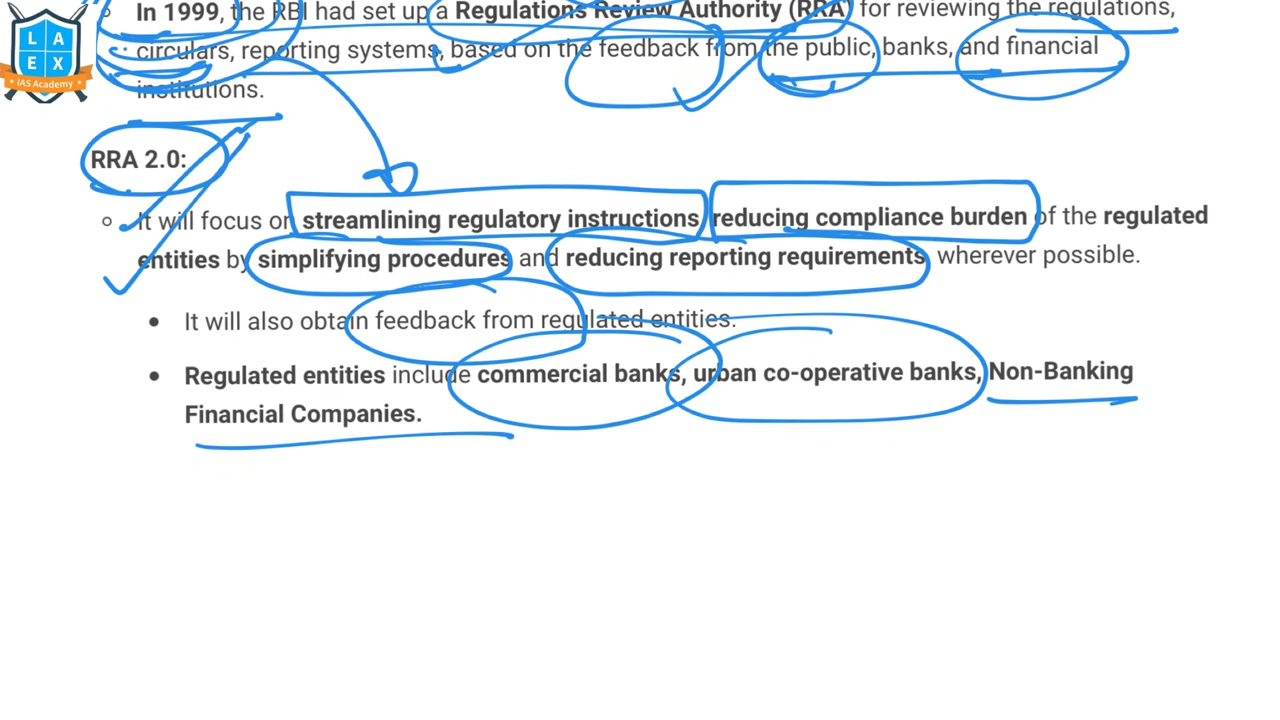 In 1999, the RBI had set up a Regulations Review Authority (RRA) for reviewing the regulations,
circulars, reporting systems, based on the feedback from the public, banks, and financial
institutions.
L A
E X
IAS Academy
RRA 2.0:
It will focus on streamlining regulatory instructions, reducing compliance burden of the regulated
entities by simplifying procedures and reducing reporting requirements, wherever possible.
It will also obtain feedback from regulated entities.
Regulated entities include commercial banks, urban co-operative banks, Non-Banking
Financial Companies.